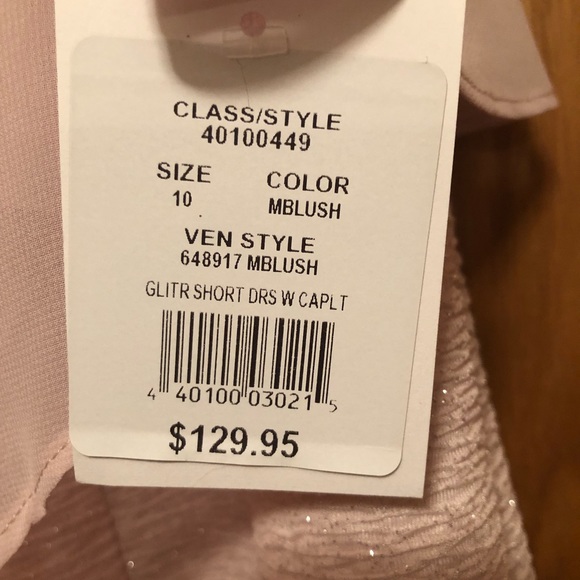 CLASS/STYLE
40100449
SIZE COLOR
10 MBLUSH
VEN STYLE
648917 MBLUSH
GLITR SHORT DRS W CAPLT
4 40100 03021 5
$129.95